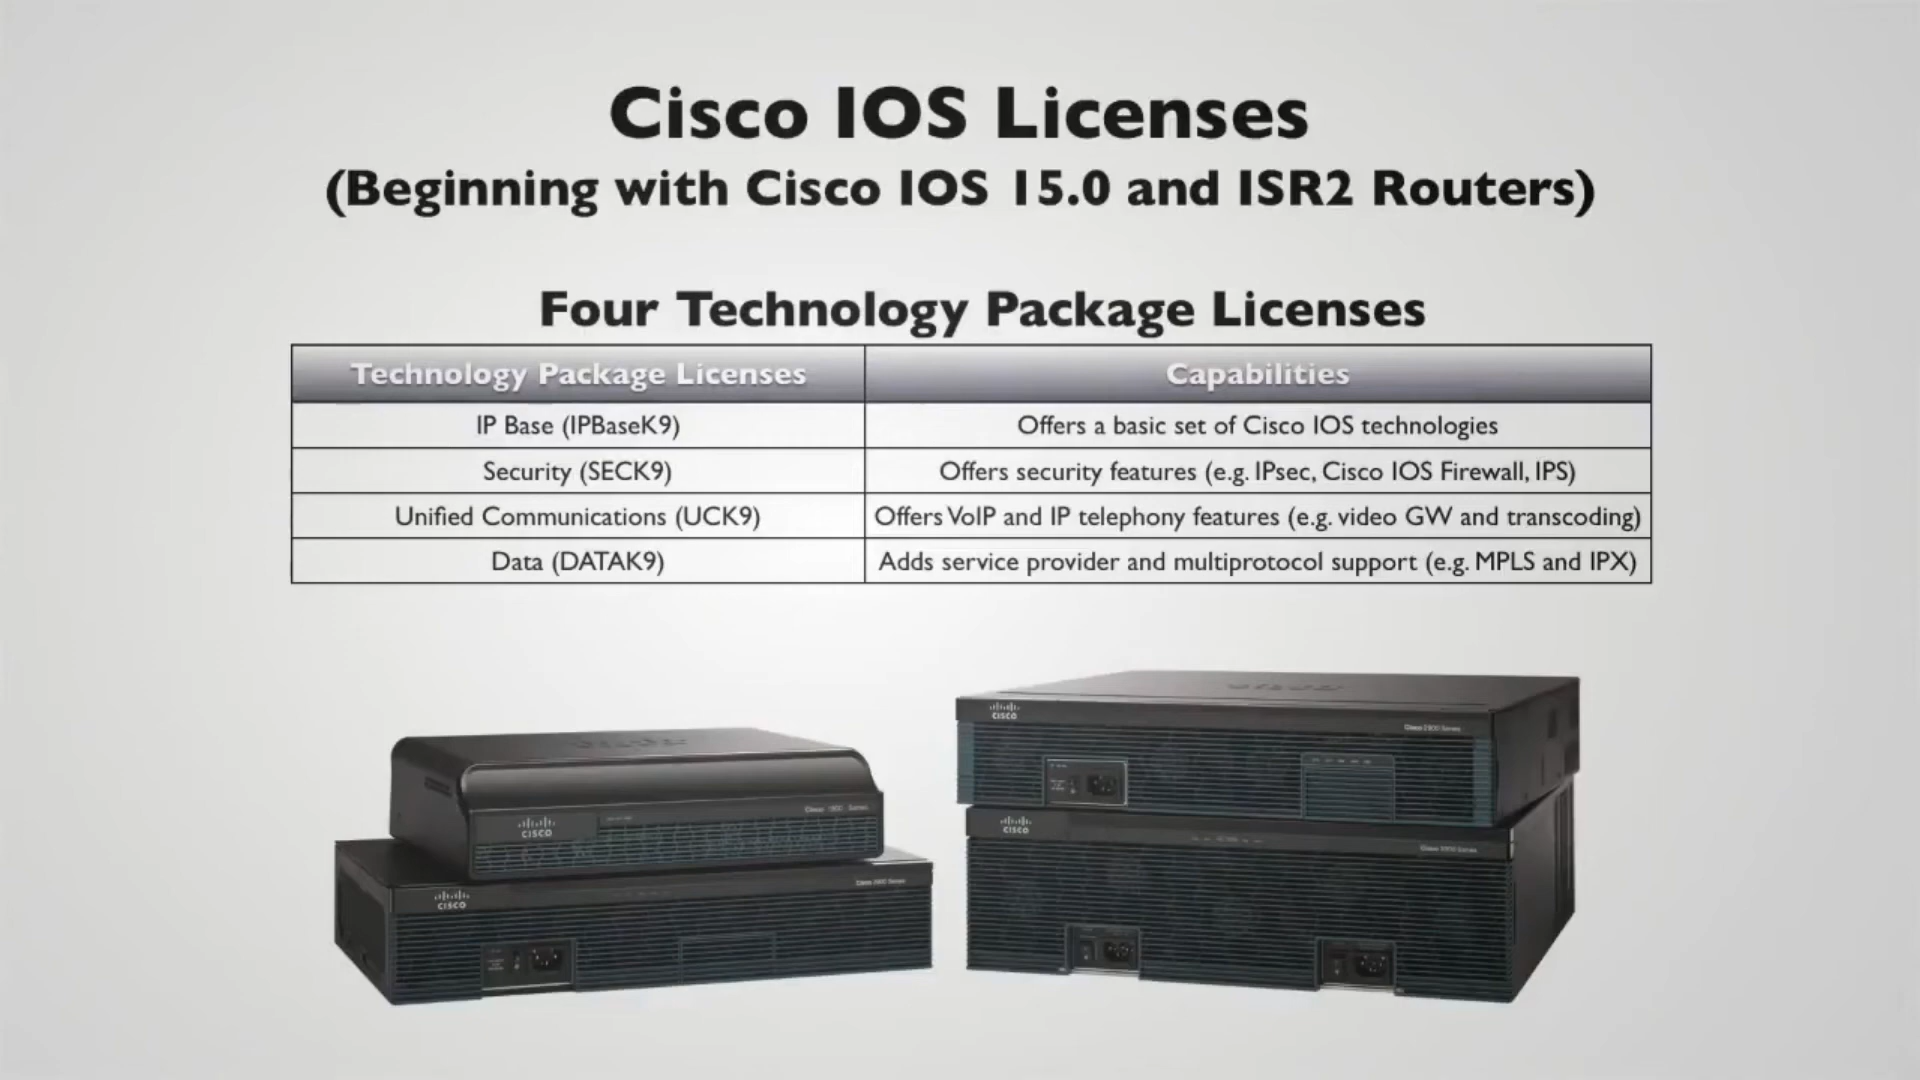 Cisco IOS Licenses
(Beginning with Cisco IOS 15.0 and ISR2 Routers)
Four Technology Package Licenses
Technology Package Licenses Capabilities
IP Base (IPBaseK9) Offers a basic set of Cisco IOS technologies
Security (SECK9) Offers security features (e.g. IPsec, Cisco IOS Firewall, IPS)
Unified Communications (UCK9) Offers VoIP and IP telephony features (e.g. video GW and transcoding)
Data (DATAK9) Adds service provider and multiprotocol support (e.g. MPLS and IPX)
CISCO
CISCO
CISCO
CISCO